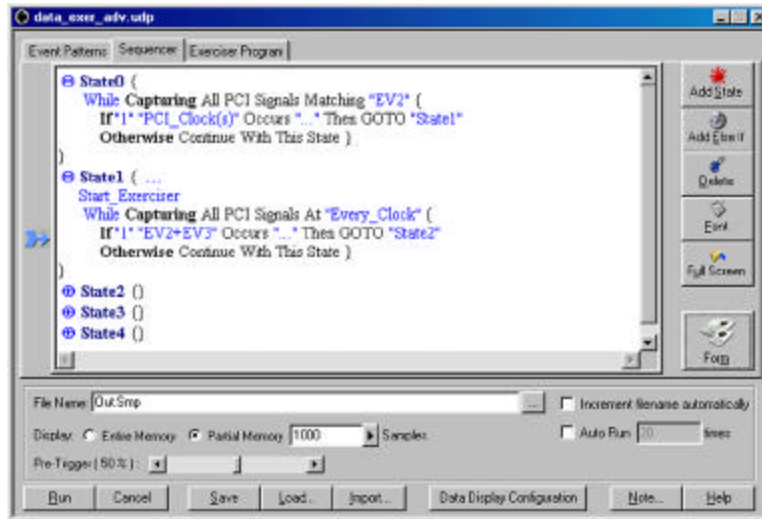 data_exer_adv.udp
Event Patterns Sequencer Exerciser Program
State0 {
While Capturing All PCI Signals Matching "EV2" {
If "1" "PCI_Clock(s)" Occurs "..." Then GOTO "State1"
Otherwise Continue With This State }
}
State1 { ...
Start_Exerciser
While Capturing All PCI Signals At "Every_Clock" {
If "1" "EV2+EV3" Occurs "..." Then GOTO "State2"
Otherwise Continue With This State }
}
State2 {}
State3 {}
State4 {}
Add State
Add Else If
Delete
Font
Full Screen
Form
File Name: Out.Smp ... Increment filename automatically
Display: Entire Memory Partial Memory 1000 Samples Auto Run 20 times
Pre-Trigger ( 50 % ) :
Run Cancel Save Load... Import... Data Display Configuration Note... Help